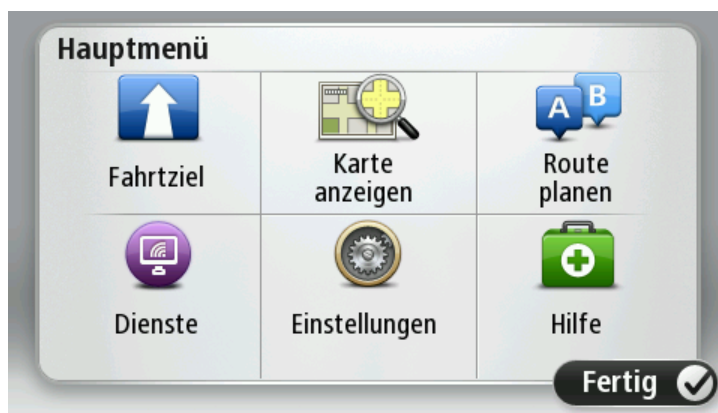 Hauptmenü
Fahrtziel
Karte
anzeigen
A B
Route
planen
Dienste
Einstellungen
Hilfe
Fertig